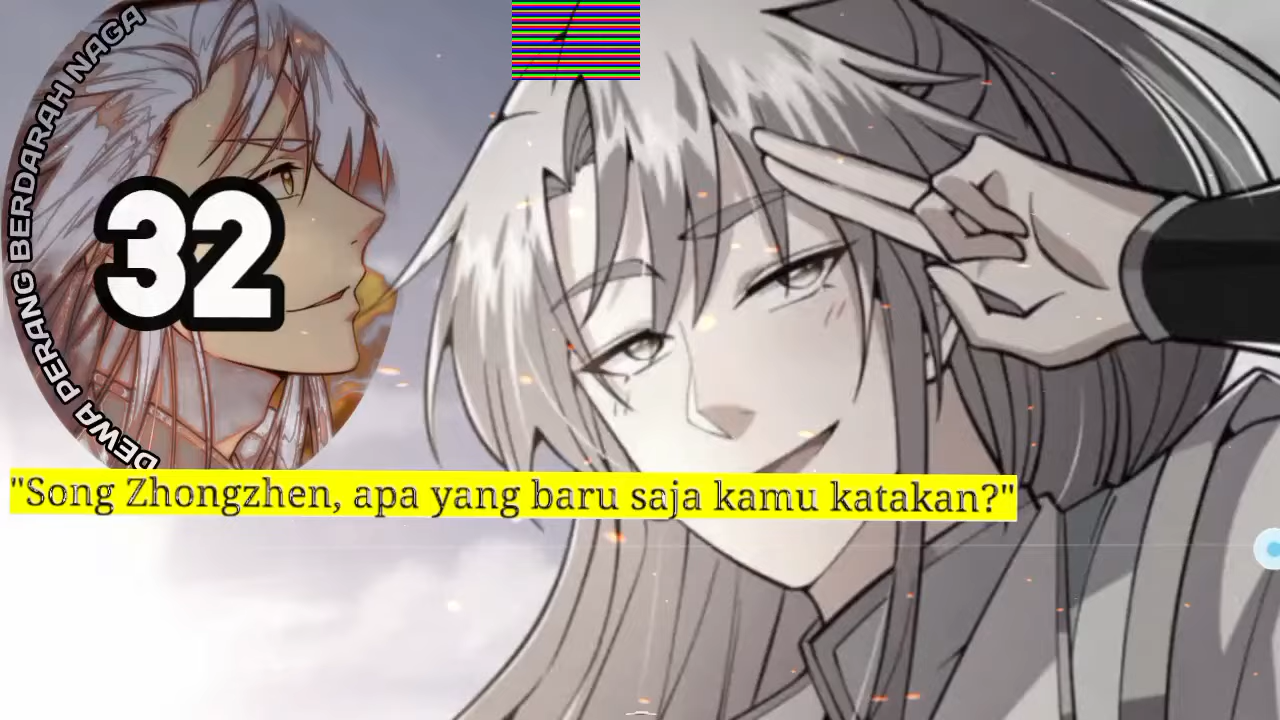 DEWA PERANG BERDARAH NAGA
32
"Song Zhongzhen, apa yang baru saja kamu katakan?"